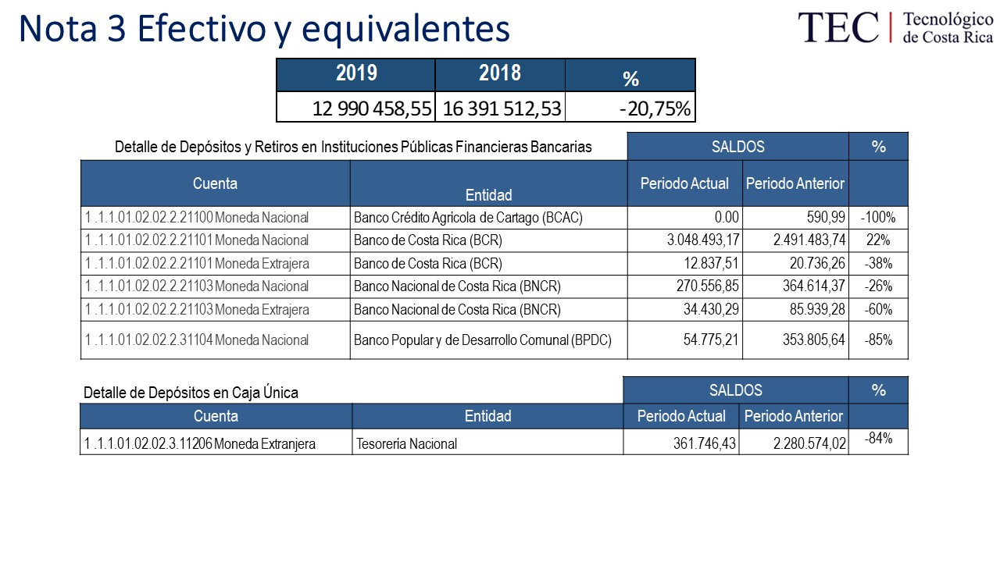 Nota 3 Efectivo y equivalentes
TEC | Tecnológico
de Costa Rica
2019 2018 %
12 990 458,55 16 391 512,53 -20,75%
Detalle de Depósitos y Retiros en Instituciones Públicas Financieras Bancarias SALDOS %
Cuenta Entidad Periodo Actual Periodo Anterior
1 .1.1.01.02.02.2.21100 Moneda Nacional Banco Crédito Agrícola de Cartago (BCAC) 0.00 590,99 -100%
1 .1.1.01.02.02.2.21101 Moneda Nacional Banco de Costa Rica (BCR) 3.048.493,17 2.491.483,74 22%
1 .1.1.01.02.02.2.21101 Moneda Extrajera Banco de Costa Rica (BCR) 12.837,51 20.736,26 -38%
1 .1.1.01.02.02.2.21103 Moneda Nacional Banco Nacional de Costa Rica (BNCR) 270.556,85 364.614,37 -26%
1 .1.1.01.02.02.2.21103 Moneda Extrajera Banco Nacional de Costa Rica (BNCR) 34.430,29 85.939,28 -60%
1 .1.1.01.02.02.2.31104 Moneda Nacional Banco Popular y de Desarrollo Comunal (BPDC) 54.775,21 353.805,64 -85%
Detalle de Depósitos en Caja Única SALDOS %
Cuenta Entidad Periodo Actual Periodo Anterior
1 .1.1.01.02.02.3.11206 Moneda Extranjera Tesoreria Nacional 361.746,43 2.280.574,02 -84%